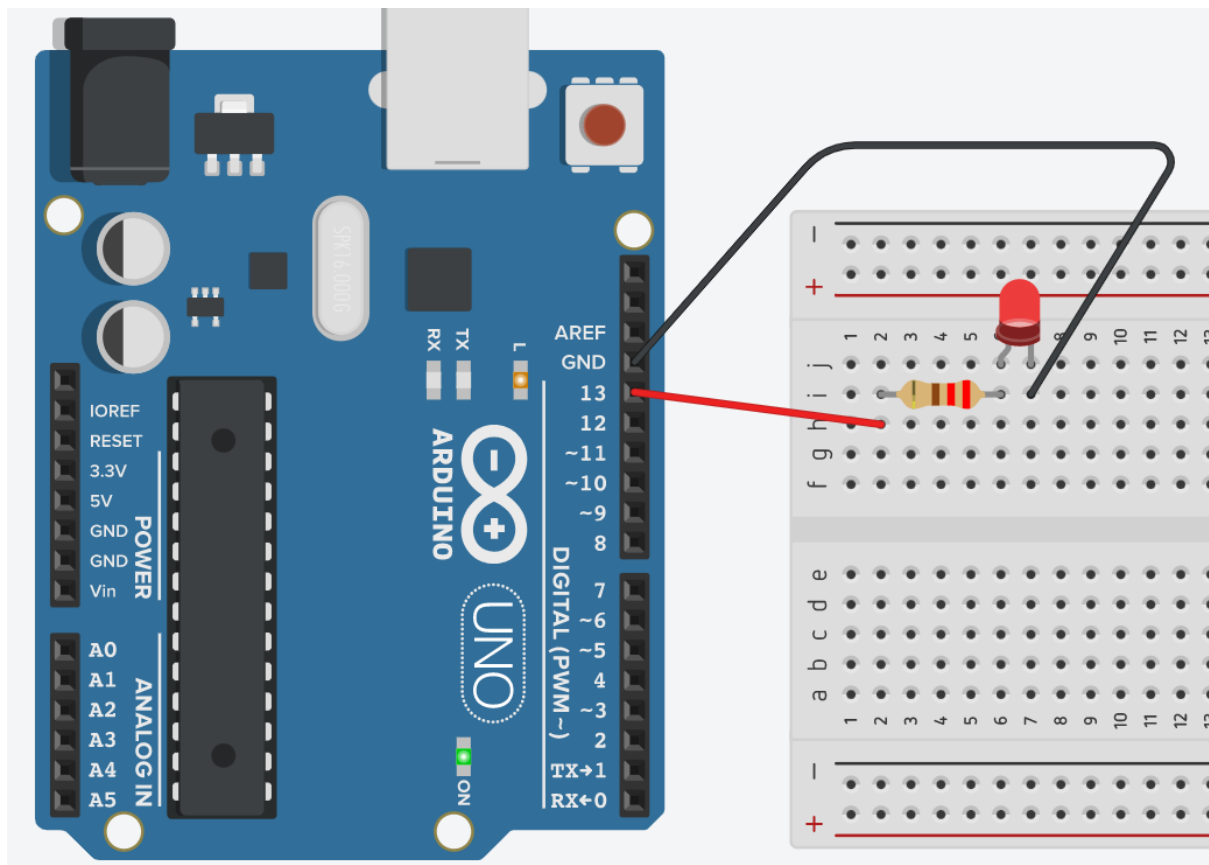 SPK16.000G
RX
TX
L
AREF
GND
13
12
~11
~10
~9
8
7
~6
~5
4
~3
2
TX→1
RX←0
DIGITAL (PWM~)
ARDUINO
UNO
ON
IOREF
RESET
3.3V
5V
GND
GND
Vin
POWER
A0
A1
A2
A3
A4
A5
ANALOG IN
− +
1 2 3 4 5 6 7 8 9 10 11 12 13
j
i
h
g
f
e
d
c
b
a
1 2 3 4 5 6 7 8 9 10 11 12 13
− +